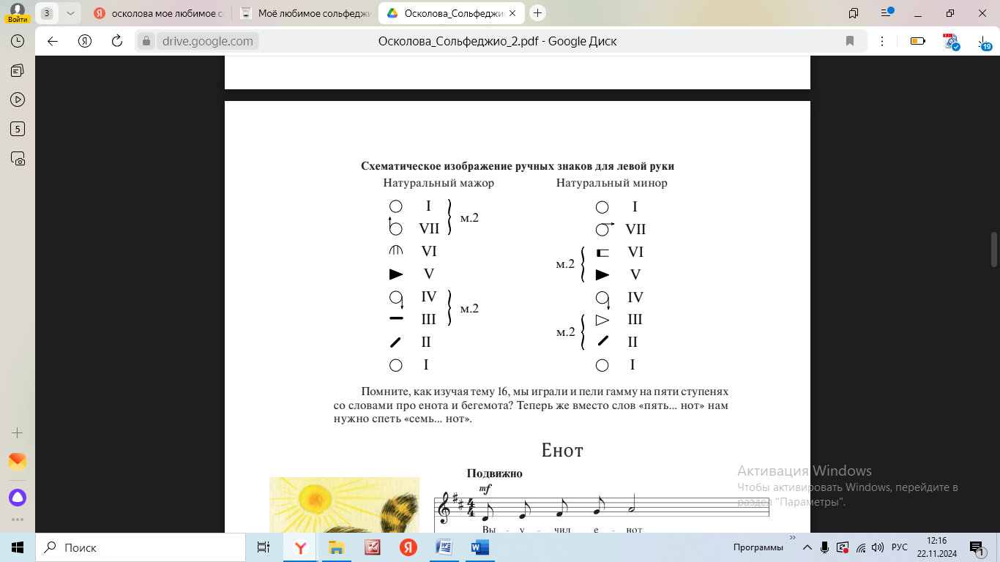 Войти
3
осколова мое любимое с
Моё любимое сольфеджи
Осколова_Сольфеджи
drive.google.com
Осколова_Сольфеджио_2.pdf - Google Диск
19
5
Схематическое изображение ручных знаков для левой руки
Натуральный мажор Натуральный минор
I I
м.2
VII VII
VI VI
м.2
V V
IV IV
м.2
III III
м.2
II II
I I
Помните, как изучая тему 16, мы играли и пели гамму на пяти ступенях
со словами про енота и бегемота? Теперь же вместо слов «пять... нот» нам
нужно спеть «семь... нот».
Енот
Подвижно
mf
4
4
Вы - у - чил е - нот
Активация Windows
Чтобы активировать Windows, перейдите в
раздел "Параметры".
Поиск
Программы
РУС
12:16
22.11.2024
1